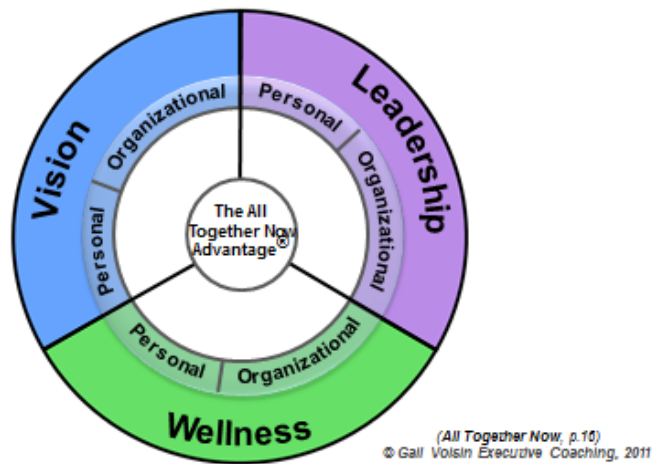 Vision
Leadership
Wellness
Personal
Organizational
Personal
Organizational
Personal
Organizational
The All
Together Now
Advantage®
(All Together Now, p.16)
© Gail Voisin Executive Coaching, 2011